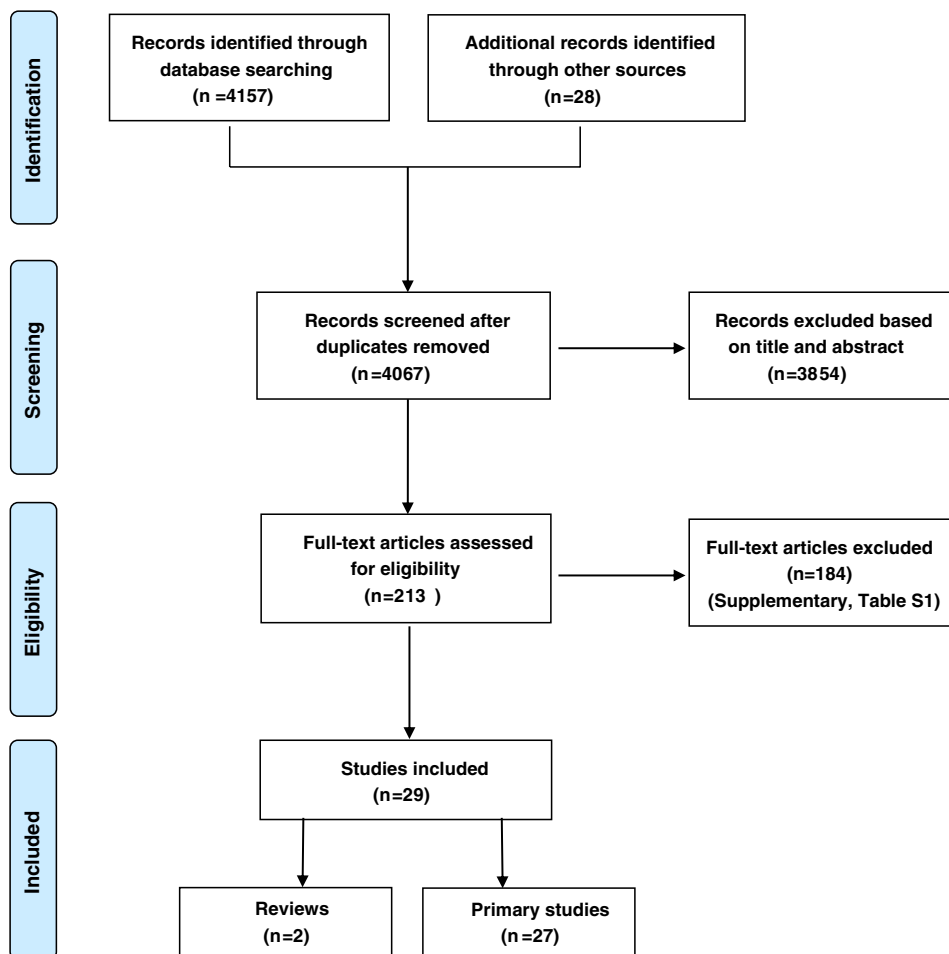 Identification
Records identified through
database searching
(n =4157)
Additional records identified
through other sources
(n=28)
Screening
Records screened after
duplicates removed
(n=4067)
Records excluded based
on title and abstract
(n=3854)
Eligibility
Full-text articles assessed
for eligibility
(n=213 )
Full-text articles excluded
(n=184)
(Supplementary, Table S1)
Included
Studies included
(n=29)
Reviews
(n=2)
Primary studies
(n=27)